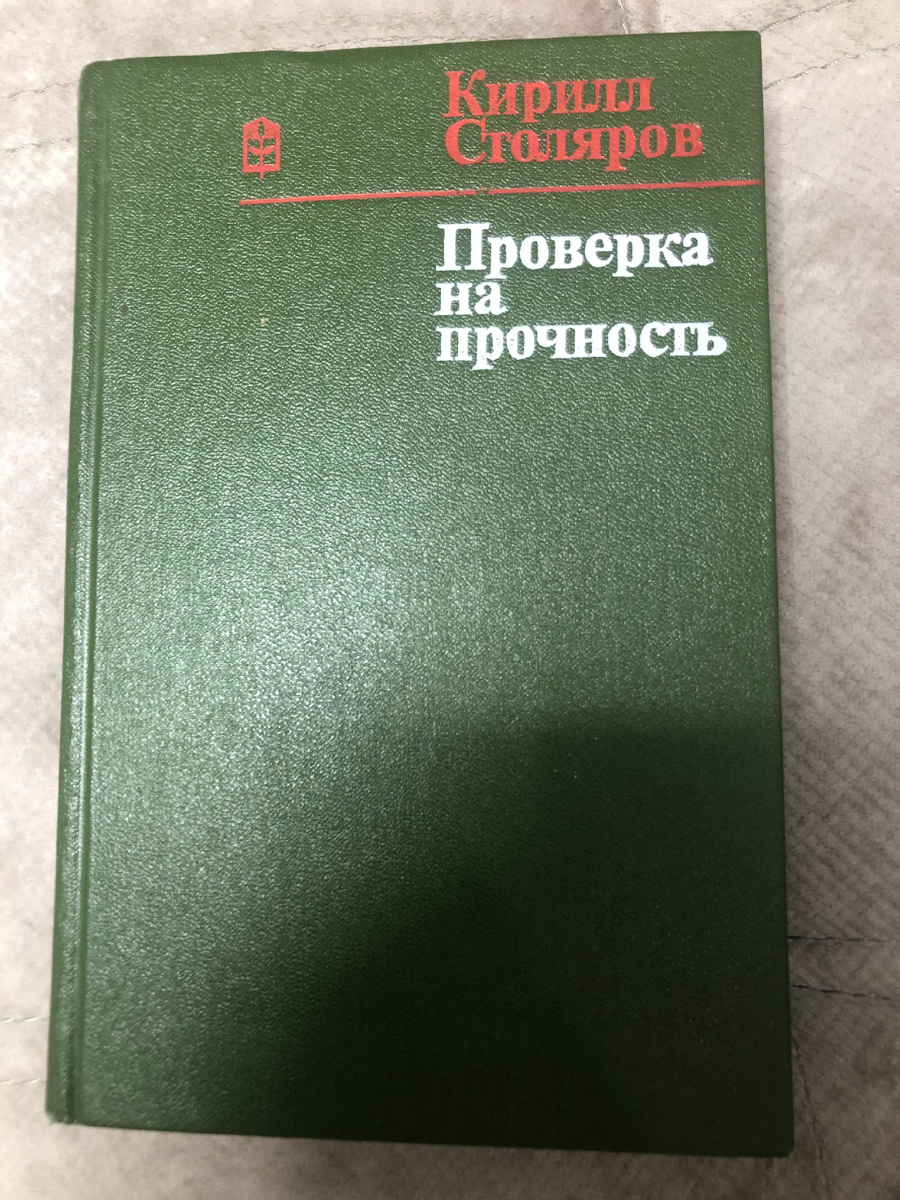 Кирилл
Столяров
Проверка
на
прочность